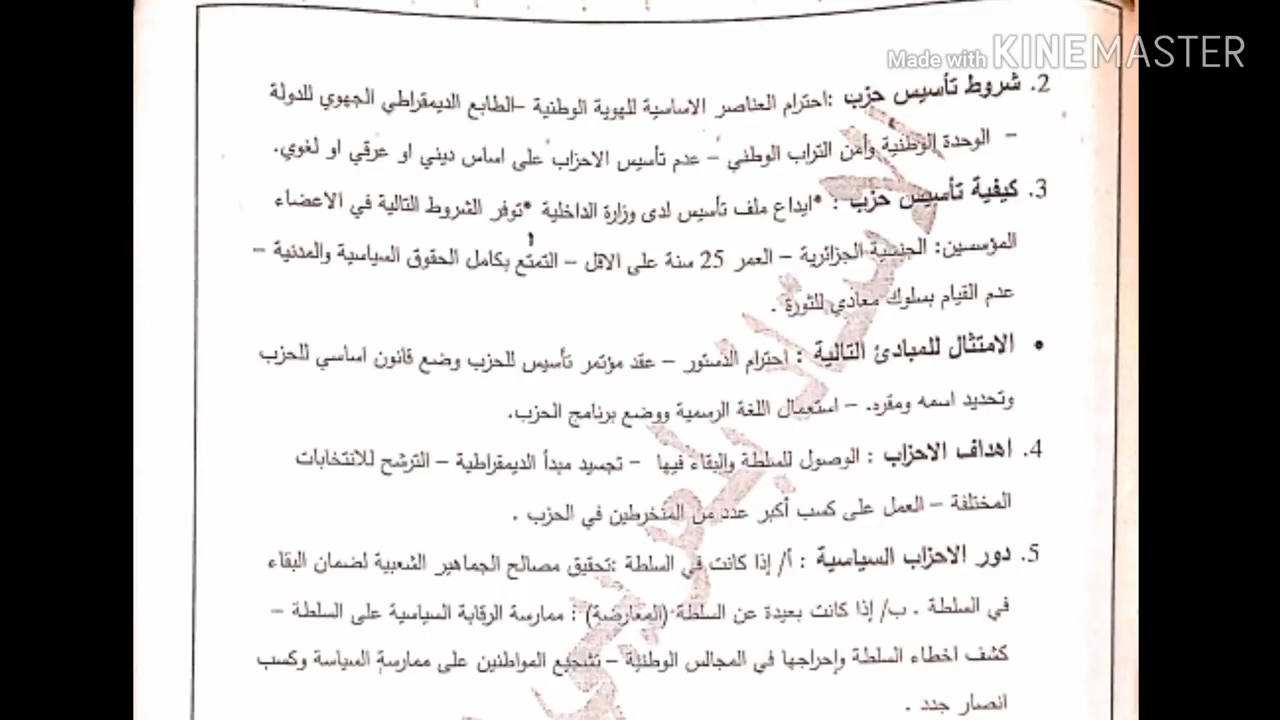 Made with KINEMASTER
2. شروط تأسيس حزب :احترام العناصر الاساسية للهوية الوطنية –الطابع الديمقراطي الجهوي للدولة
– الوحدة الوطنية وأمن التراب الوطني – عدم تأسيس الاحزاب على اساس ديني او عرقي او لغوي.
3. كيفية تأسيس حزب : *ايداع ملف تأسيس لدى وزارة الداخلية *توفر الشروط التالية في الاعضاء
المؤسسين: الجنسية الجزائرية – العمر 25 سنة على الاقل – التمتع بكامل الحقوق السياسية والمدنية –
عدم القيام بسلوك معادي للثورة .
• الامتثال للمبادئ التالية : احترام الدستور – عقد مؤتمر تأسيس للحزب وضع قانون اساسي للحزب
وتحديد اسمه ومقره. – استعمال اللغة الرسمية ووضع برنامج الحزب.
4. اهداف الاحزاب : الوصول للسلطة والبقاء فيها – تجسيد مبدأ الديمقراطية – الترشح للانتخابات
المختلفة – العمل على كسب أكبر عدد من المنخرطين في الحزب .
5. دور الاحزاب السياسية : أ/ إذا كانت في السلطة :تحقيق مصالح الجماهير الشعبية لضمان البقاء
في السلطة . ب/ إذا كانت بعيدة عن السلطة (المعارضة) : ممارسة الرقابة السياسية على السلطة –
كشف اخطاء السلطة وإحراجها في المجالس الوطنية – تشجيع المواطنين على ممارسة السياسة وكسب
انصار جدد .